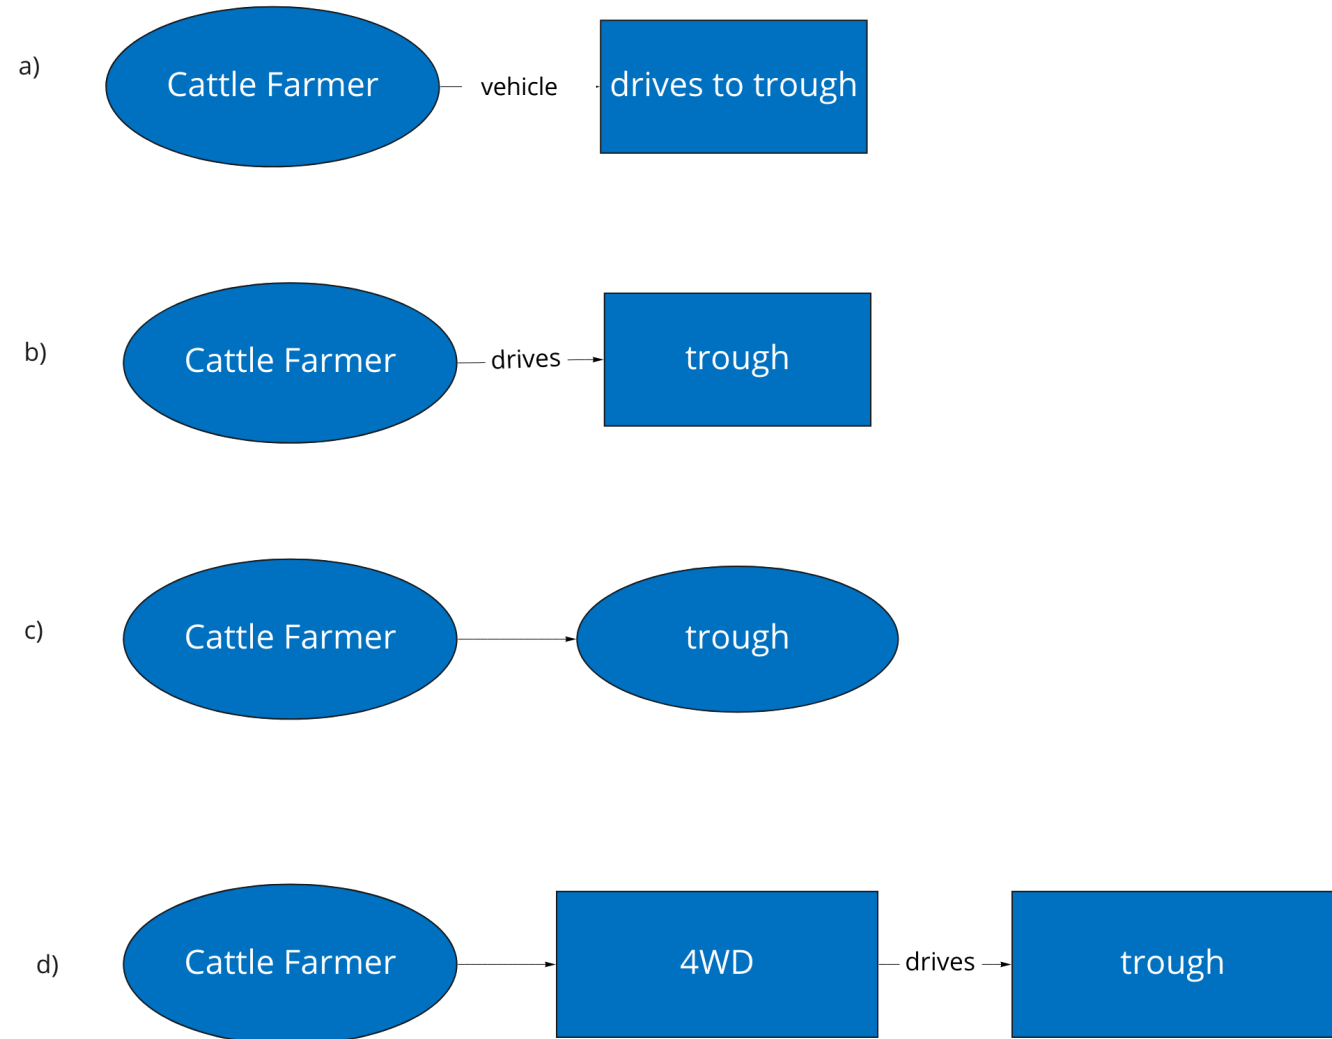 a)
Cattle Farmer
vehicle
drives to trough
b)
Cattle Farmer
drives
trough
c)
Cattle Farmer
trough
d)
Cattle Farmer
4WD
drives
trough